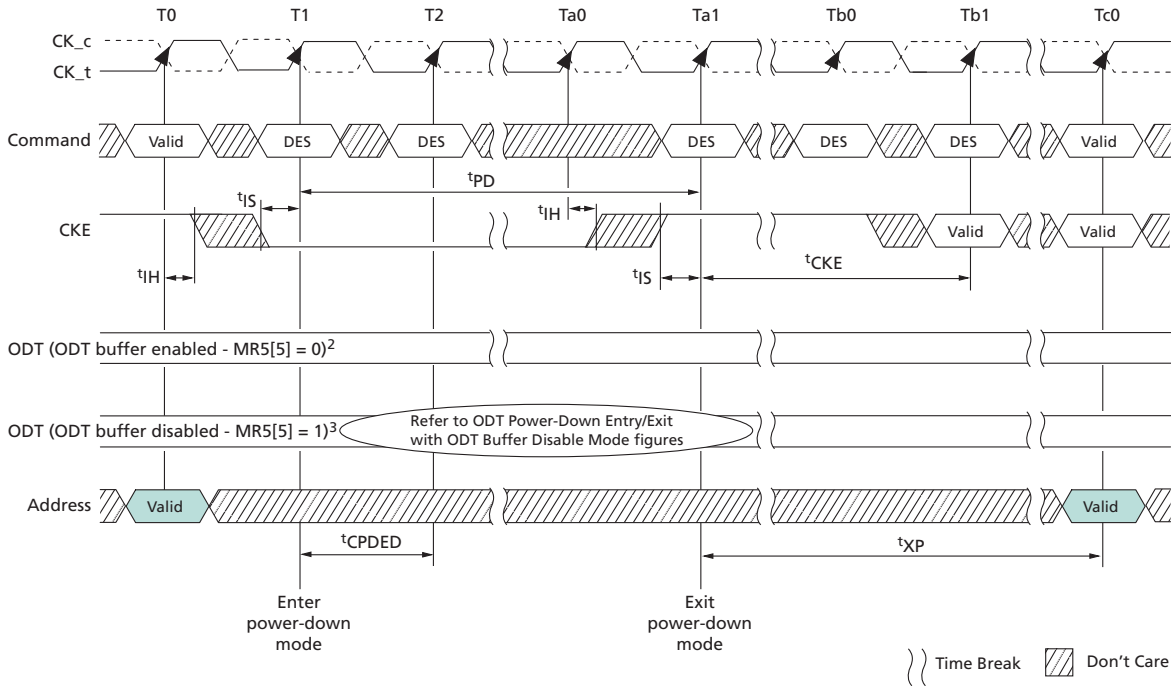 T0 T1 T2 Ta0 Ta1 Tb0 Tb1 Tc0
CK_c
CK_t
Command Valid DES DES DES DES DES Valid
tPD
tIS
tIH
CKE Valid Valid
tIH
tIS
tCKE
ODT (ODT buffer enabled - MR5[5] = 0)2
ODT (ODT buffer disabled - MR5[5] = 1)3
Refer to ODT Power-Down Entry/Exit
with ODT Buffer Disable Mode figures
Address Valid Valid
tCPDED
tXP
Enter
power-down
mode
Exit
power-down
mode
Time Break Don't Care